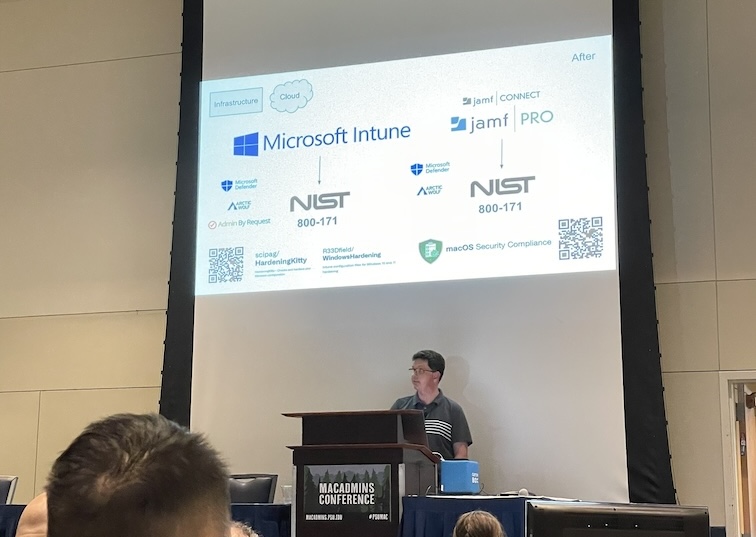 After
Infrastructure
Cloud
Microsoft Intune
jamf | CONNECT
jamf | PRO
Microsoft
Defender
ARCTIC
WOLF
Admin By Request
NIST
800-171
Microsoft
Defender
ARCTIC
WOLF
NIST
800-171
scipag/
HardeningKitty
R33Dfield/
WindowsHardening
macOS Security Compliance
MACADMINS
CONFERENCE
MACADMINS.PSU.EDU
#PSUMAC